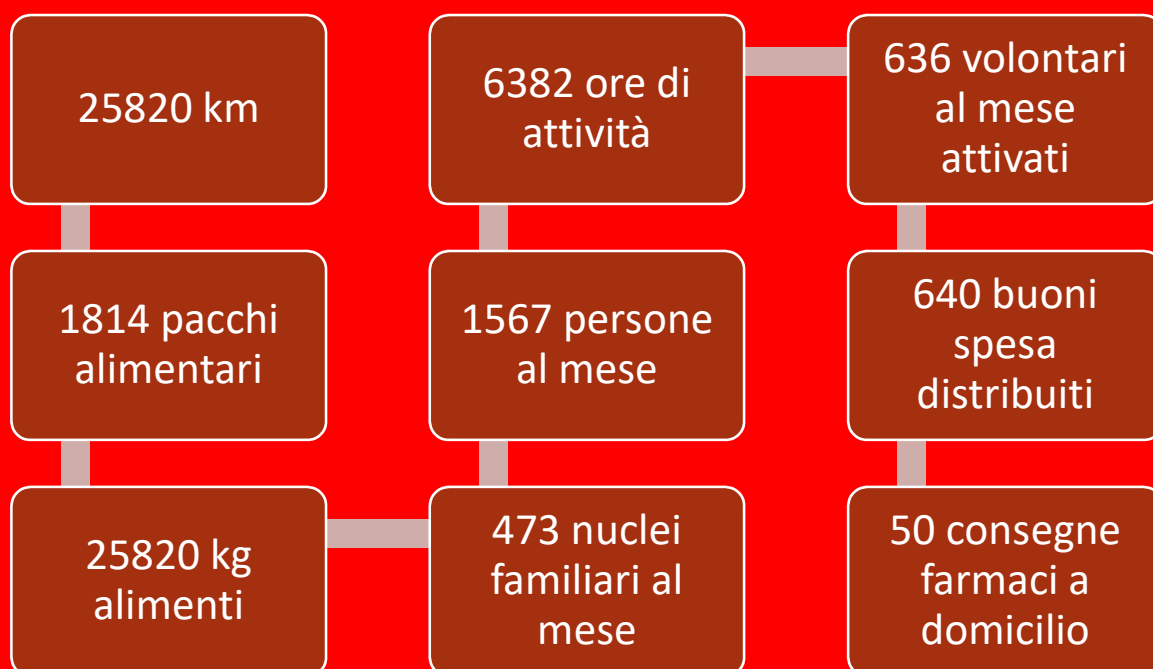 25820 km
1814 pacchi
alimentari
25820 kg
alimenti
473 nuclei
familiari al
mese
1567 persone
al mese
6382 ore di
attività
636 volontari
al mese
attivati
640 buoni
spesa
distribuiti
50 consegne
farmaci a
domicilio